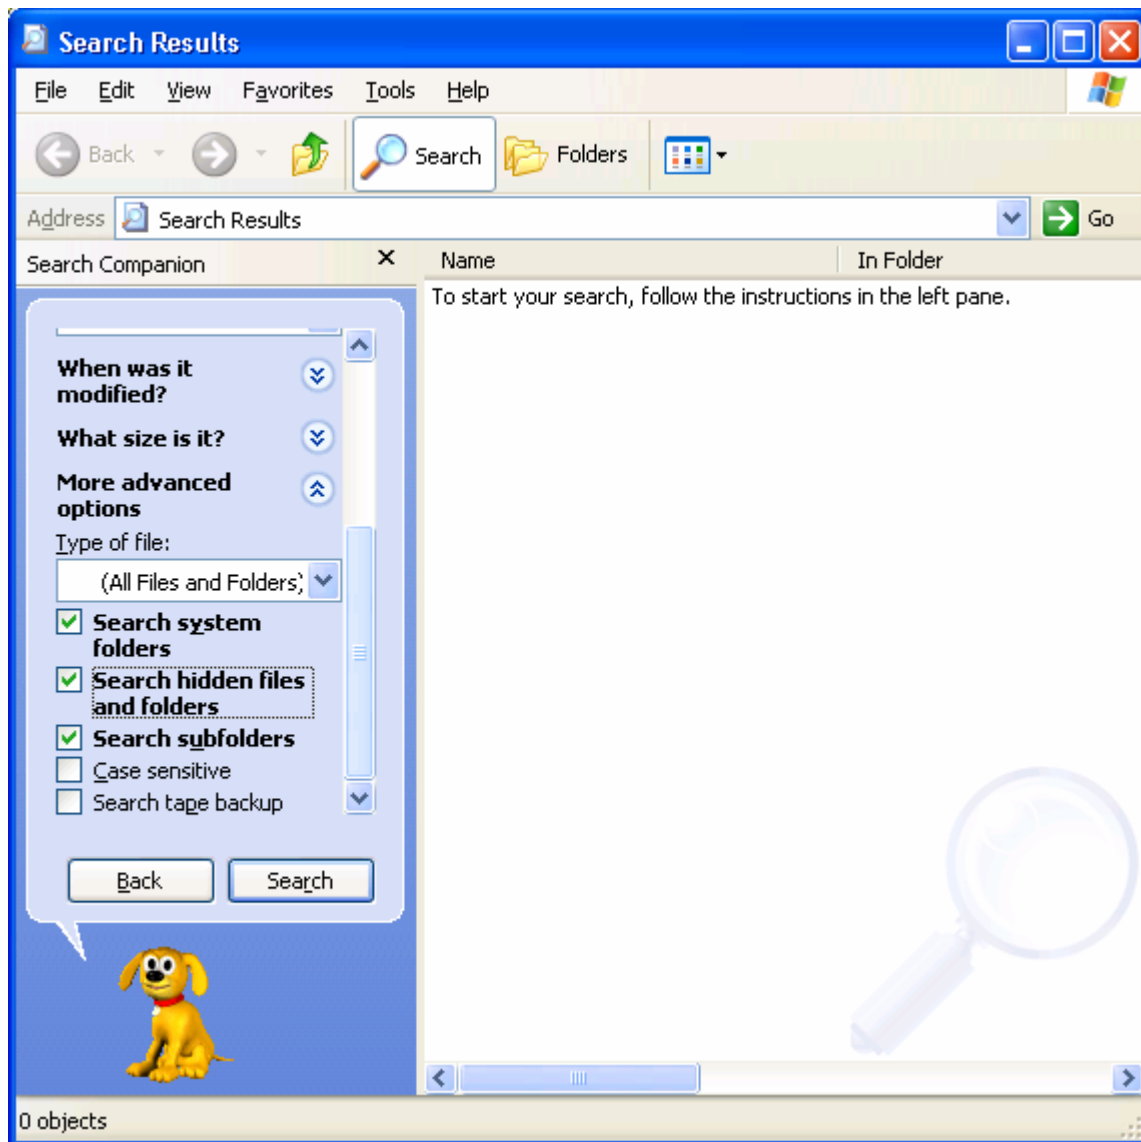 Search Results
File Edit View Favorites Tools Help
Back Search Folders
Address Search Results Go
Search Companion
Name In Folder
To start your search, follow the instructions in the left pane.
When was it
modified?
What size is it?
More advanced
options
Type of file:
(All Files and Folders)
Search system
folders
Search hidden files
and folders
Search subfolders
Case sensitive
Search tape backup
Back Search
0 objects